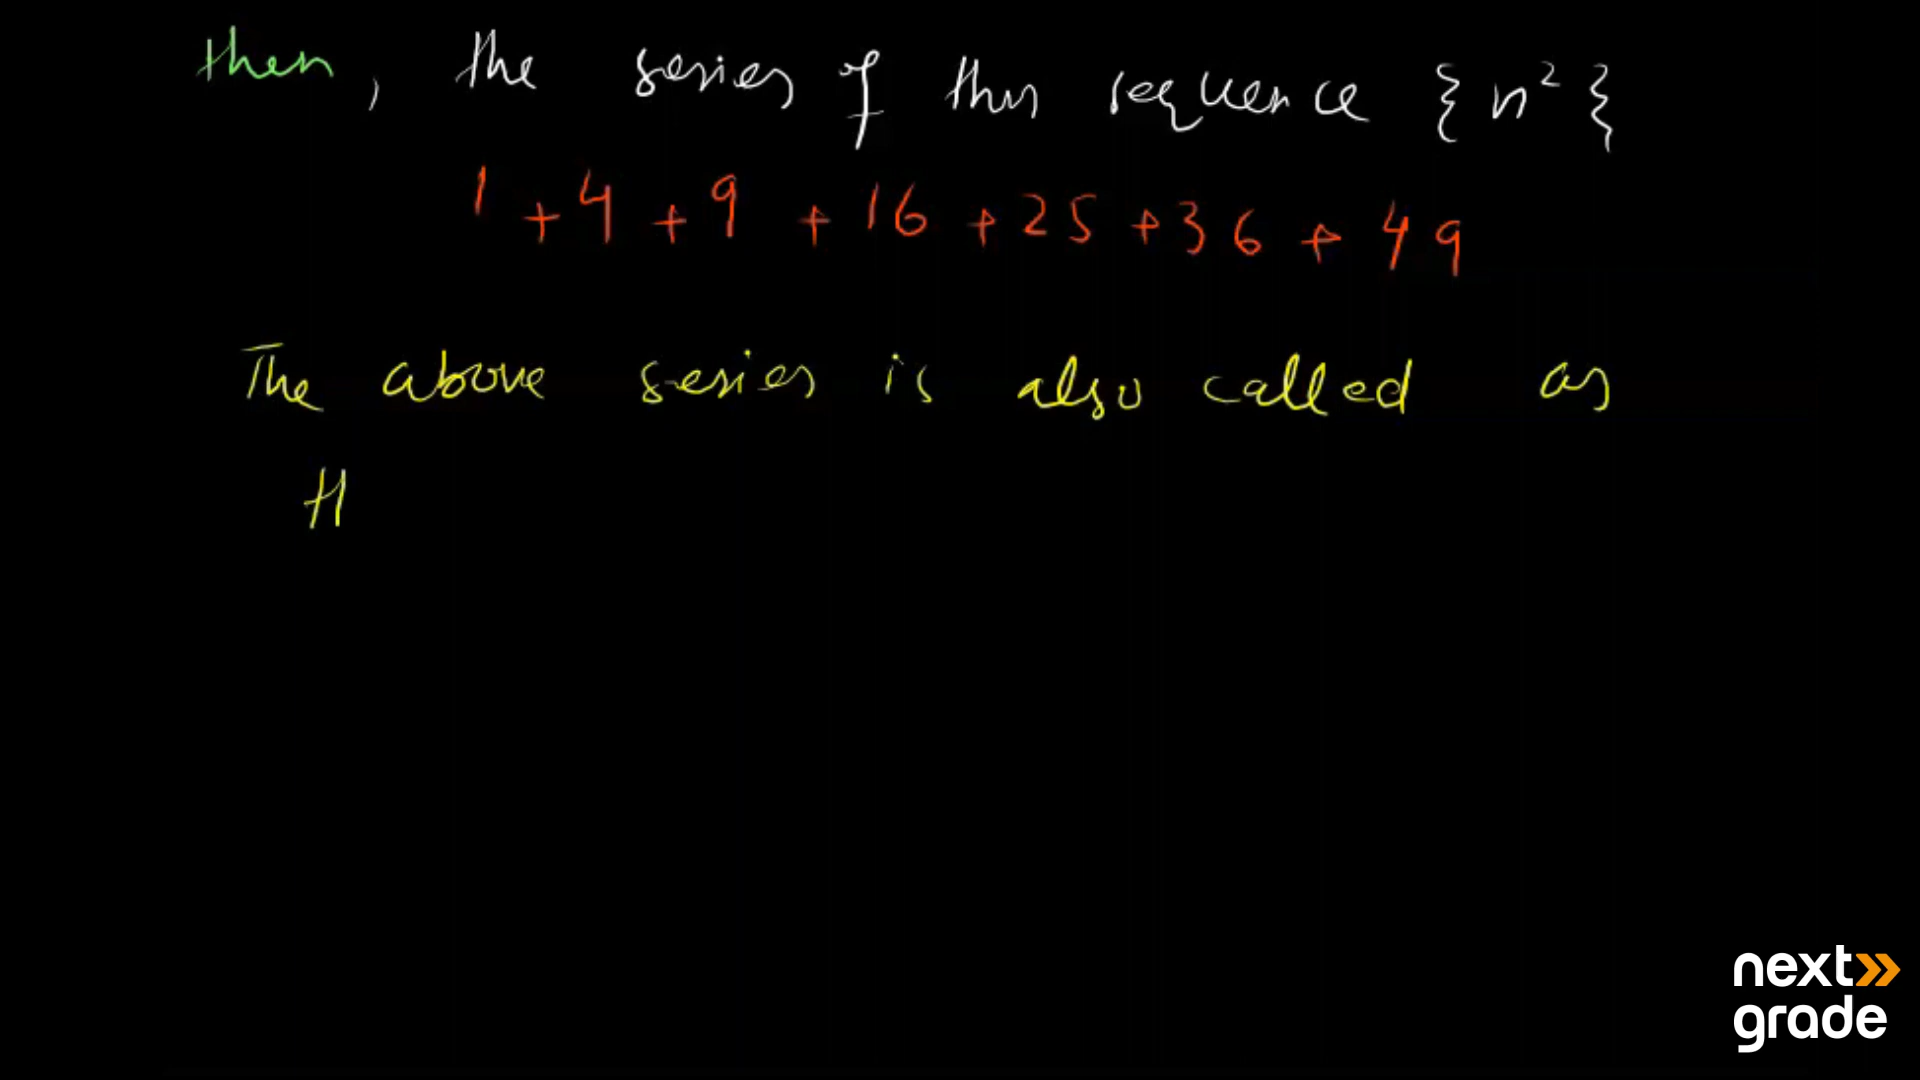 then, the series of this sequence {n²}
1 + 4 + 9 + 16 + 25 + 36 + 49
The above series is also called as
H
next
grade